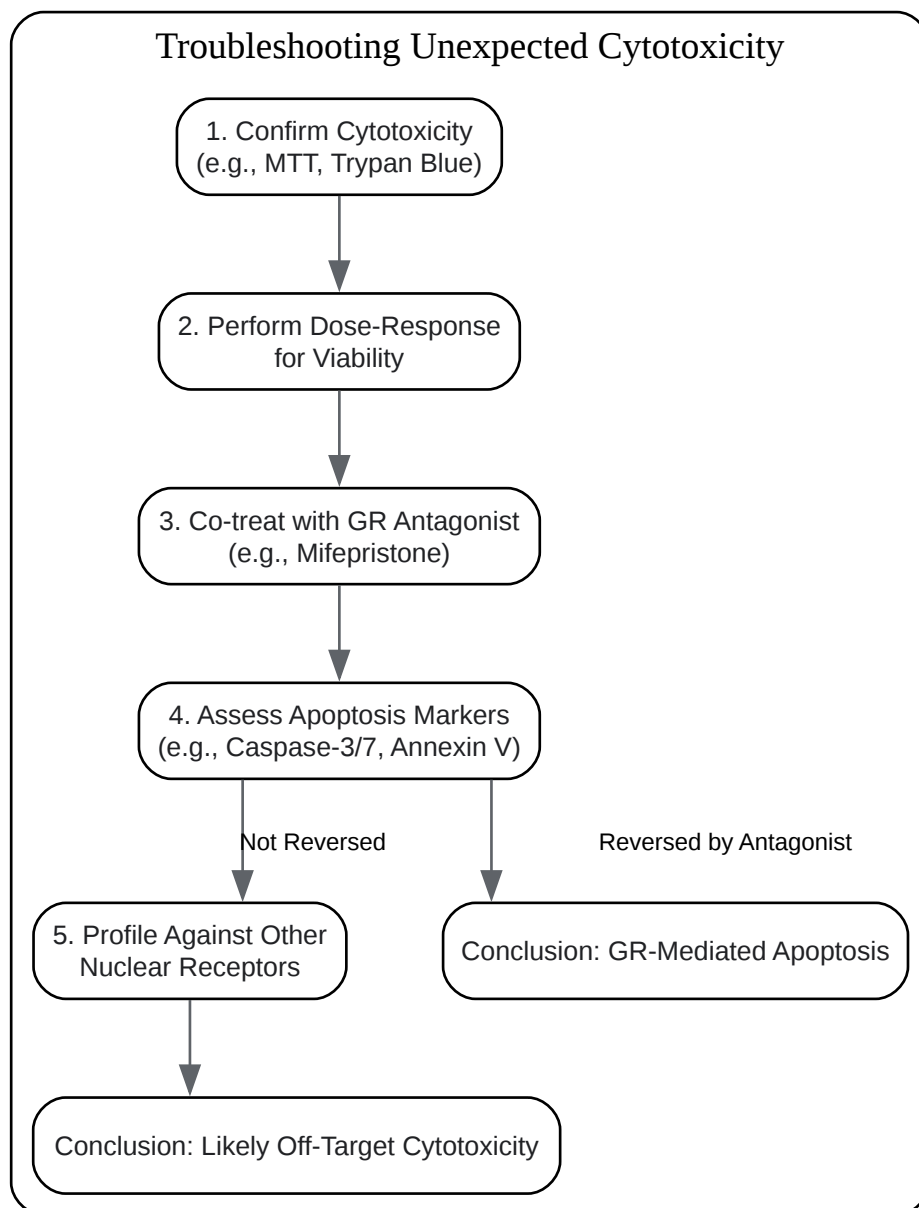 Troubleshooting Unexpected Cytotoxicity
1. Confirm Cytotoxicity
(e.g., MTT, Trypan Blue)
2. Perform Dose-Response
for Viability
3. Co-treat with GR Antagonist
(e.g., Mifepristone)
4. Assess Apoptosis Markers
(e.g., Caspase-3/7, Annexin V)
Not Reversed
Reversed by Antagonist
5. Profile Against Other
Nuclear Receptors
Conclusion: GR-Mediated Apoptosis
Conclusion: Likely Off-Target Cytotoxicity